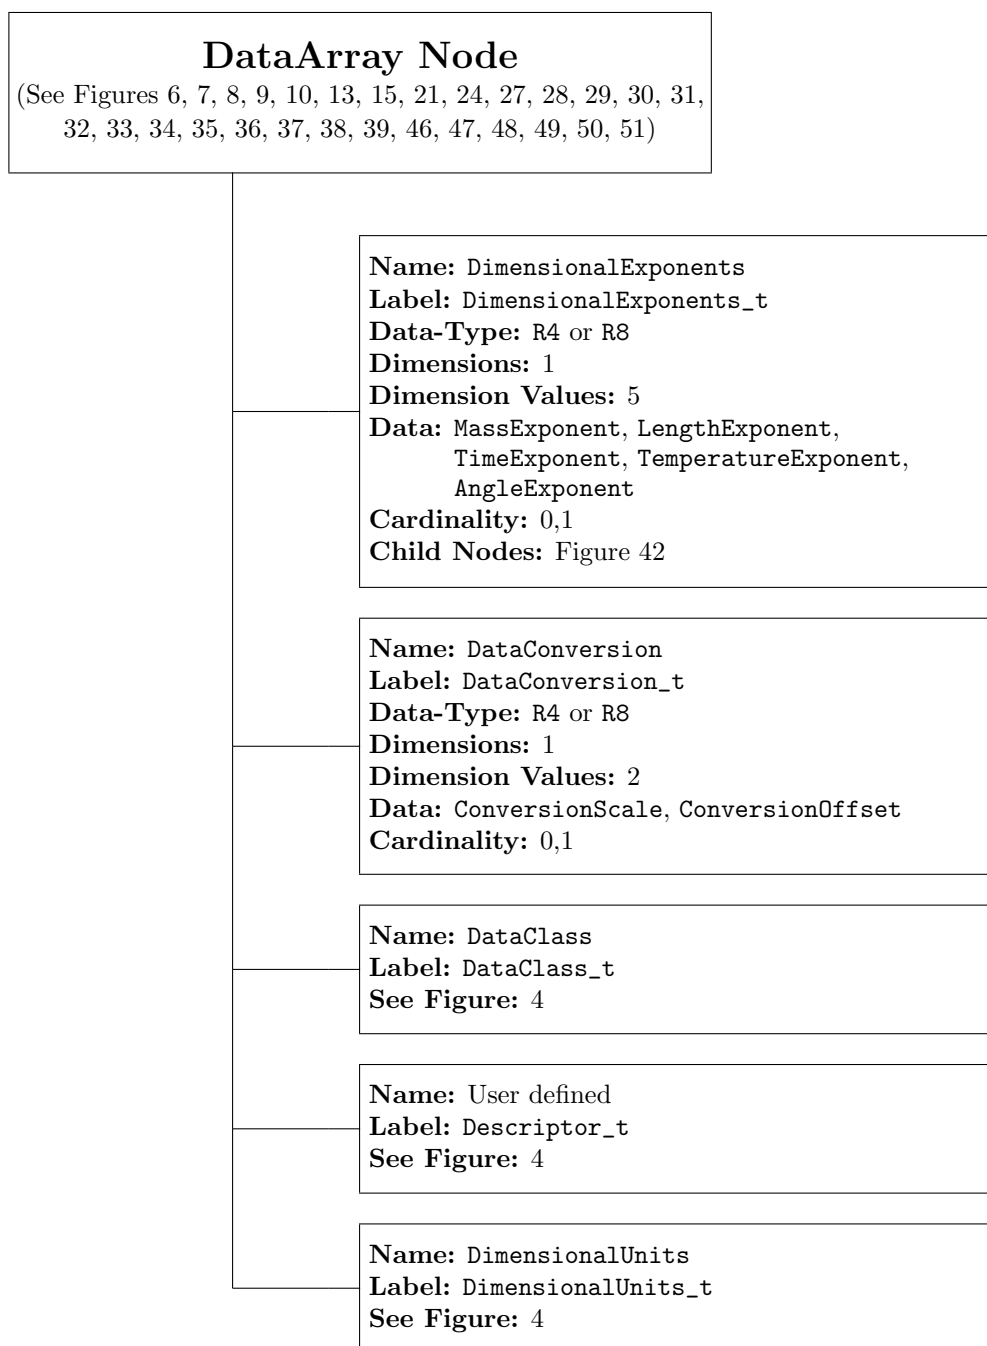 DataArray Node
(See Figures 6, 7, 8, 9, 10, 13, 15, 21, 24, 27, 28, 29, 30, 31,
32, 33, 34, 35, 36, 37, 38, 39, 46, 47, 48, 49, 50, 51)
Name: DimensionalExponents
Label: DimensionalExponents_t
Data-Type: R4 or R8
Dimensions: 1
Dimension Values: 5
Data: MassExponent, LengthExponent,
TimeExponent, TemperatureExponent,
AngleExponent
Cardinality: 0,1
Child Nodes: Figure 42
Name: DataConversion
Label: DataConversion_t
Data-Type: R4 or R8
Dimensions: 1
Dimension Values: 2
Data: ConversionScale, ConversionOffset
Cardinality: 0,1
Name: DataClass
Label: DataClass_t
See Figure: 4
Name: User defined
Label: Descriptor_t
See Figure: 4
Name: DimensionalUnits
Label: DimensionalUnits_t
See Figure: 4